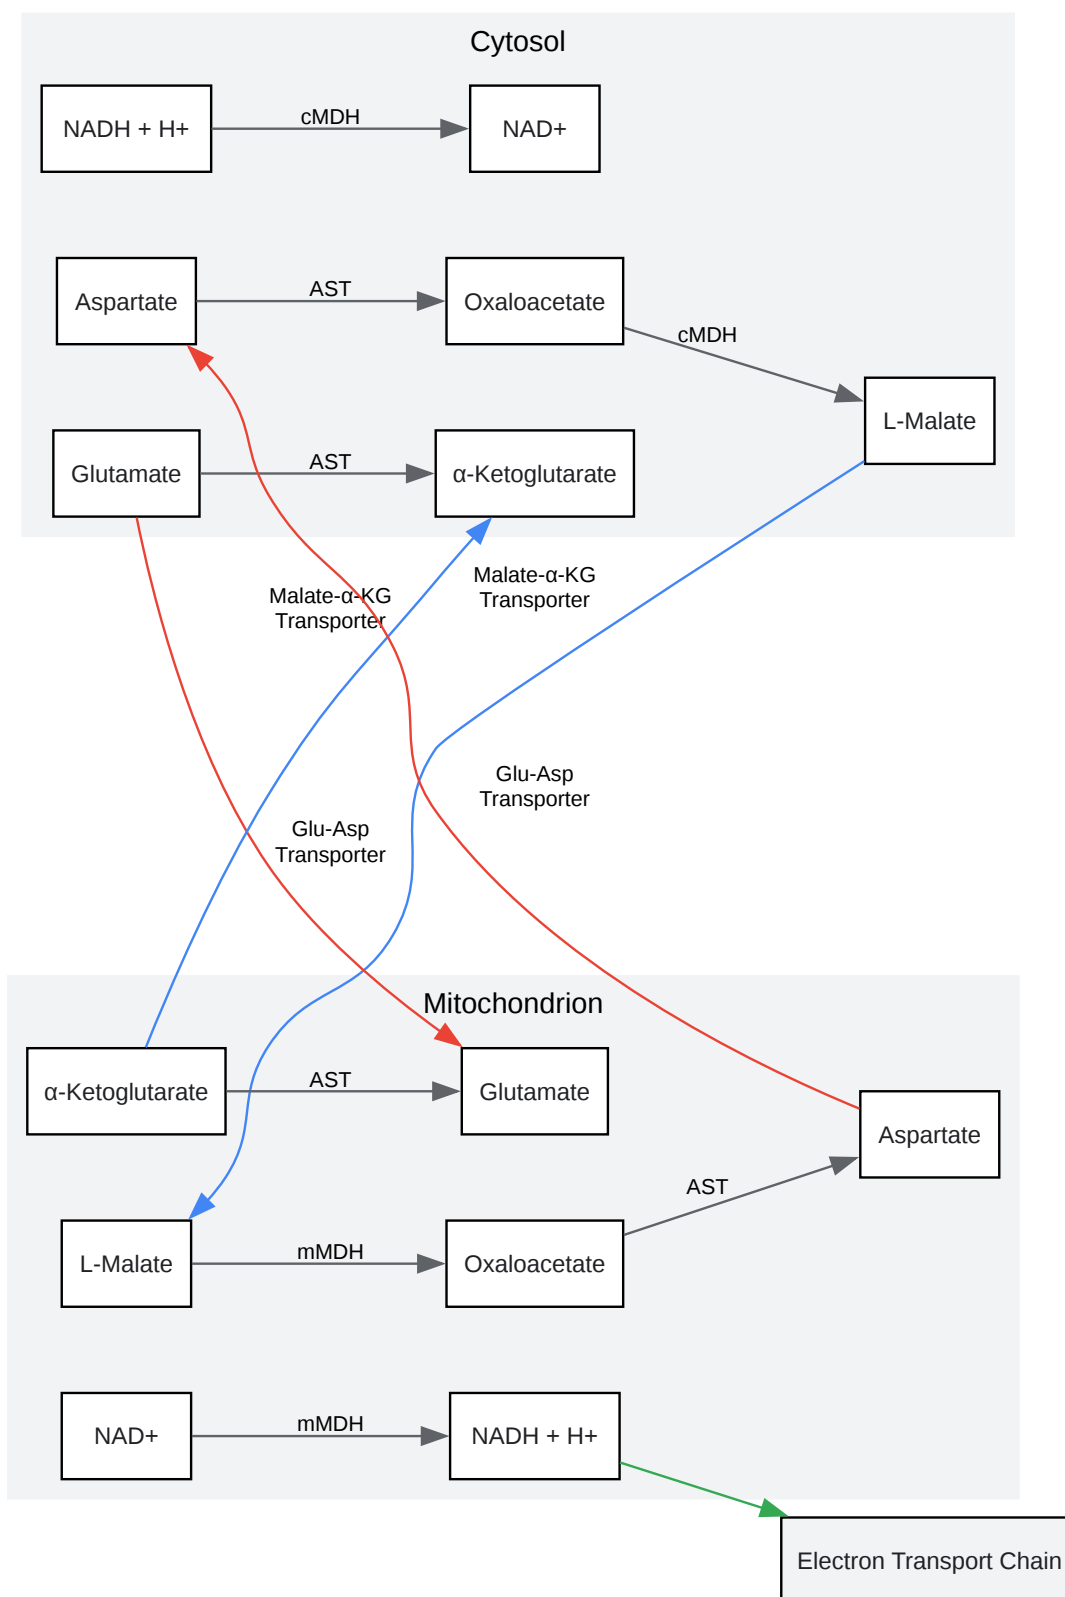 Cytosol
NADH + H+
cMDH
NAD+
Aspartate
AST
Oxaloacetate
cMDH
L-Malate
Glutamate
AST
α-Ketoglutarate
Malate-α-KG
Transporter
Malate-α-KG
Transporter
Glu-Asp
Transporter
Glu-Asp
Transporter
Mitochondrion
α-Ketoglutarate
AST
Glutamate
Aspartate
AST
L-Malate
mMDH
Oxaloacetate
NAD+
mMDH
NADH + H+
Electron Transport Chain